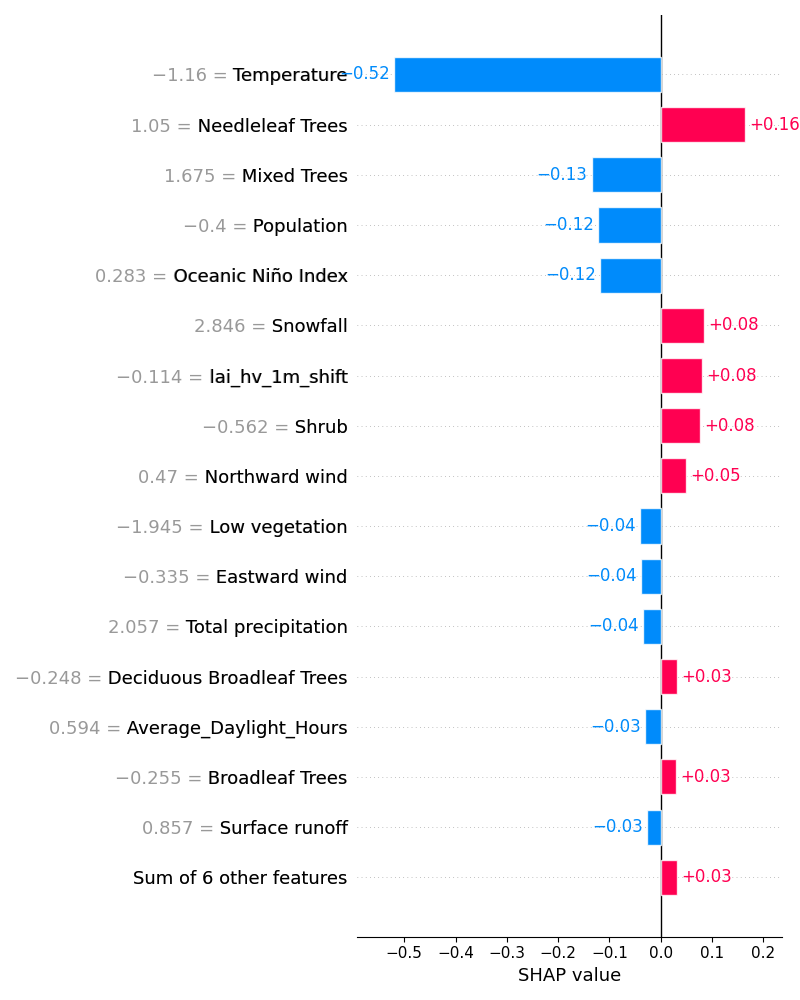 −1.16 = Temperature −0.52
1.05 = Needleleaf Trees +0.16
1.675 = Mixed Trees −0.13
−0.4 = Population −0.12
0.283 = Oceanic Niño Index −0.12
2.846 = Snowfall +0.08
−0.114 = lai_hv_1m_shift +0.08
−0.562 = Shrub +0.08
0.47 = Northward wind +0.05
−1.945 = Low vegetation −0.04
−0.335 = Eastward wind −0.04
2.057 = Total precipitation −0.04
−0.248 = Deciduous Broadleaf Trees +0.03
0.594 = Average_Daylight_Hours −0.03
−0.255 = Broadleaf Trees +0.03
0.857 = Surface runoff −0.03
Sum of 6 other features +0.03
−0.5 −0.4 −0.3 −0.2 −0.1 0.0 0.1 0.2
SHAP value